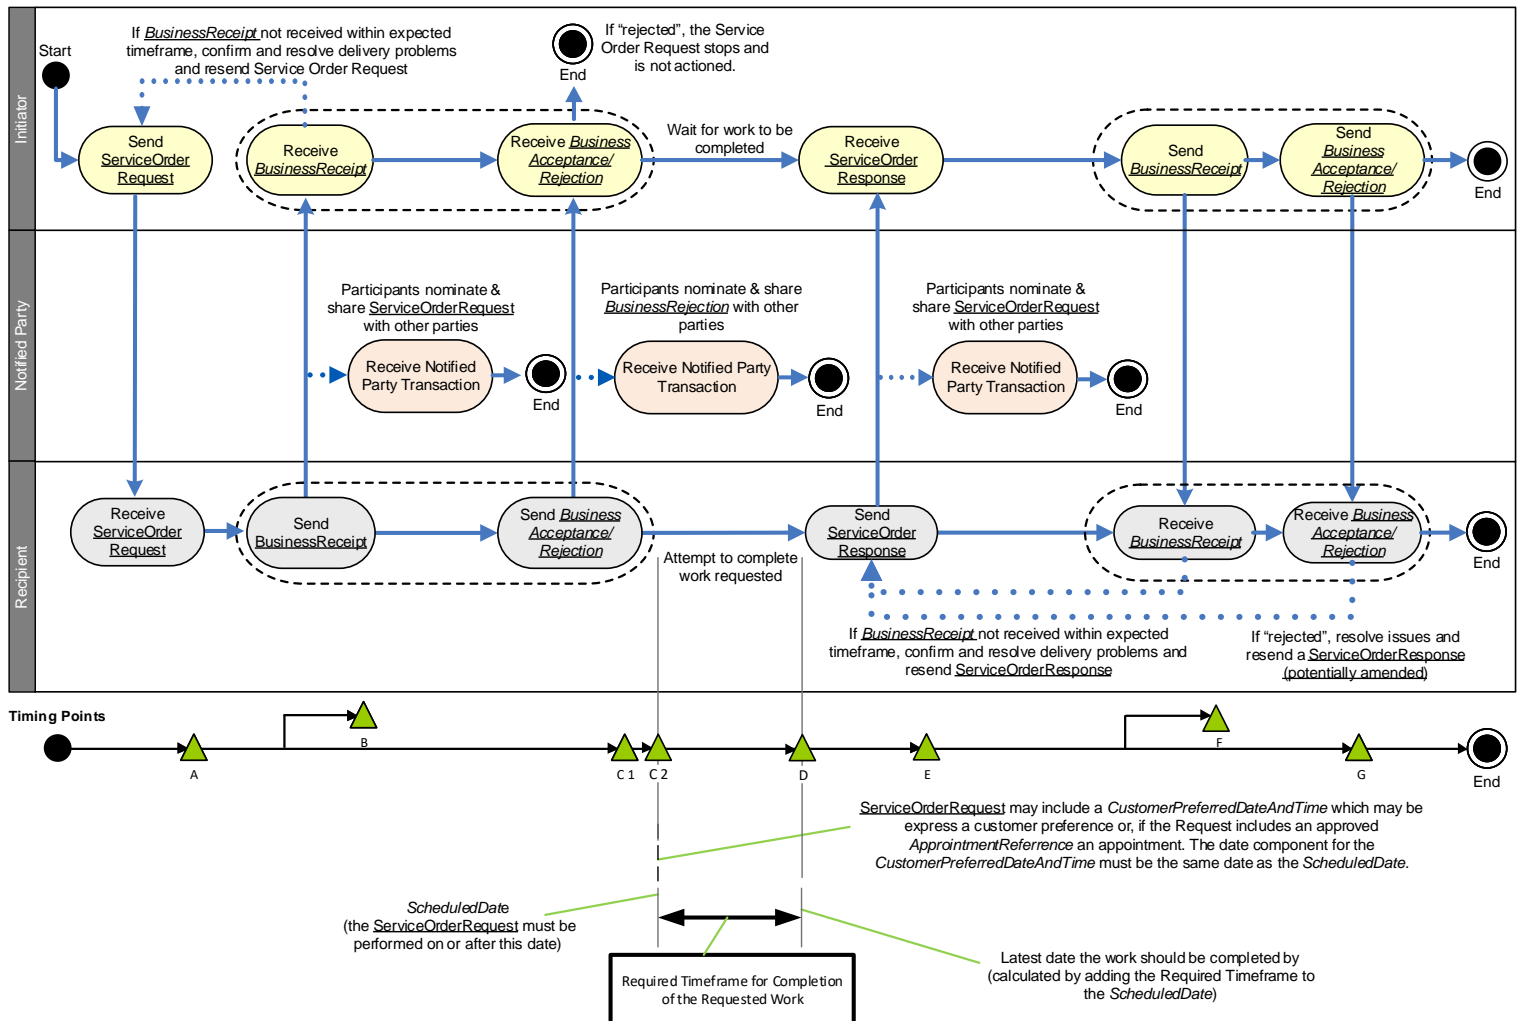 Initiator
Start
If BusinessReceipt not received within expected
timeframe, confirm and resolve delivery problems
and resend Service Order Request
End
If “rejected”, the Service
Order Request stops and
is not actioned.
Send
ServiceOrder
Request
Receive
BusinessReceipt
Receive Business
Acceptance/
Rejection
Wait for work to be
completed
Receive
ServiceOrder
Response
Send
BusinessReceipt
Send
Business
Acceptance/
Rejection
End
Notified Party
Participants nominate &
share ServiceOrderRequest
with other parties
Receive Notified
Party Transaction
End
Participants nominate & share
BusinessRejection with other
parties
Receive Notified Party
Transaction
End
Participants nominate &
share ServiceOrderRequest
with other parties
Receive Notified
Party Transaction
End
Recipient
Receive
ServiceOrder
Request
Send
BusinessReceipt
Send Business
Acceptance/
Rejection
Attempt to complete
work requested
Send
ServiceOrder
Response
Receive
BusinessReceipt
Receive Business
Acceptance/
Rejection
End
If BusinessReceipt not received within expected
timeframe, confirm and resolve delivery problems and
resend ServiceOrderResponse
If “rejected”, resolve issues and
resend a ServiceOrderResponse
(potentially amended)
Timing Points
A
B
C 1
C 2
D
E
F
G
End
ServiceOrderRequest may include a CustomerPreferredDateAndTime which may be
express a customer preference or, if the Request includes an approved
AppointmentReferrence an appointment. The date component for the
CustomerPreferredDateAndTime must be the same date as the ScheduledDate.
ScheduledDate
(the ServiceOrderRequest must be
performed on or after this date)
Required Timeframe for Completion
of the Requested Work
Latest date the work should be completed by
(calculated by adding the Required Timeframe to
the ScheduledDate)